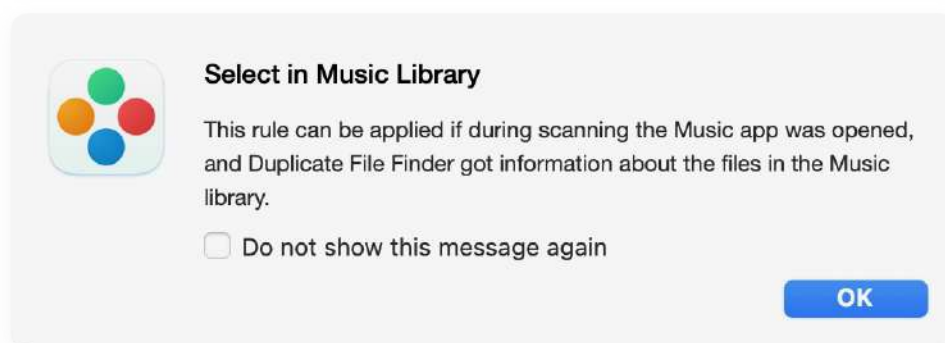 Select in Music Library
This rule can be applied if during scanning the Music app was opened,
and Duplicate File Finder got information about the files in the Music
library.
Do not show this message again
OK